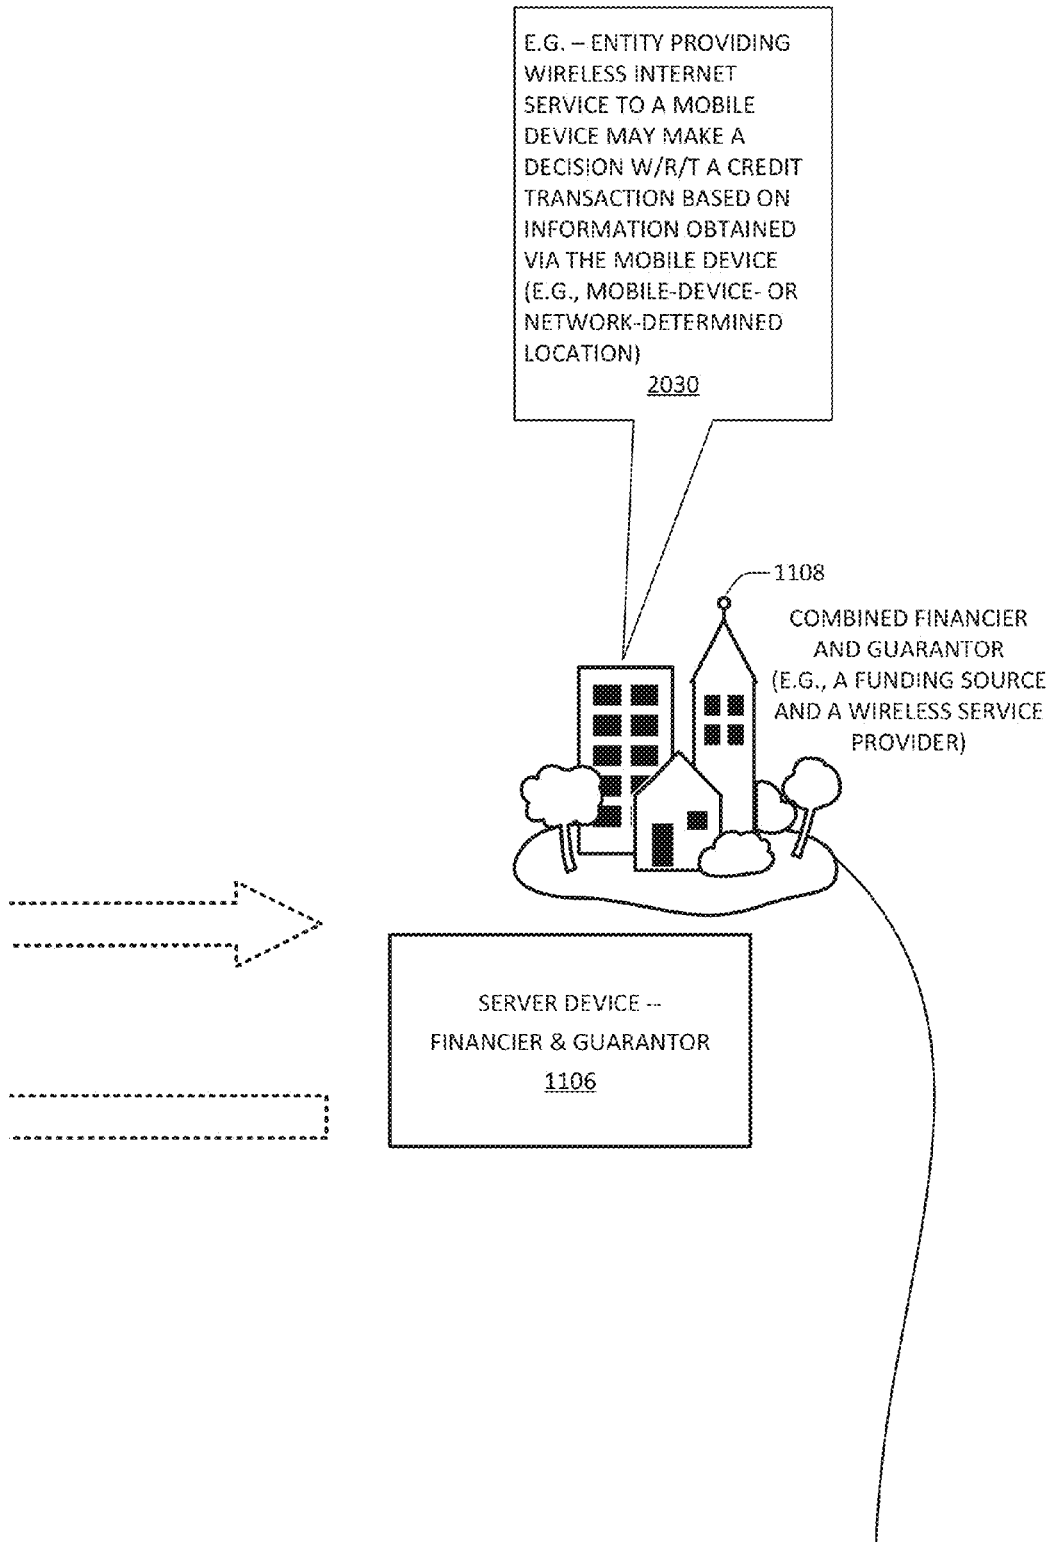 E.G. – ENTITY PROVIDING
WIRELESS INTERNET
SERVICE TO A MOBILE
DEVICE MAY MAKE A
DECISION W/R/T A CREDIT
TRANSACTION BASED ON
INFORMATION OBTAINED
VIA THE MOBILE DEVICE
(E.G., MOBILE-DEVICE- OR
NETWORK-DETERMINED
LOCATION)
2030
1108
COMBINED FINANCIER
AND GUARANTOR
(E.G., A FUNDING SOURCE
AND A WIRELESS SERVICE
PROVIDER)
SERVER DEVICE --
FINANCIER & GUARANTOR
1106